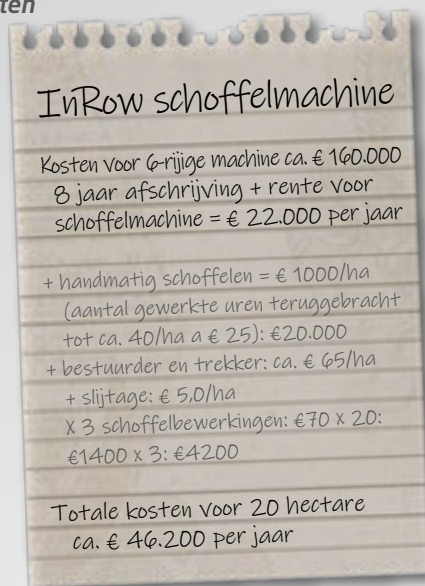 ten
InRow schoffelmachine
Kosten voor 6-rijige machine ca. € 160.000
8 jaar afschrijving + rente voor
schoffelmachine = € 22.000 per jaar
+ handmatig schoffelen = € 1000/ha
(aantal gewerkte uren teruggebracht
tot ca. 40/ha a € 25): €20.000
+ bestuurder en trekker: ca. € 65/ha
+ slijtage: € 5,0/ha
X 3 schoffelbewerkingen: €70 X 20:
€1400 x 3: €4200
Totale kosten voor 20 hectare
ca. € 46.200 per jaar